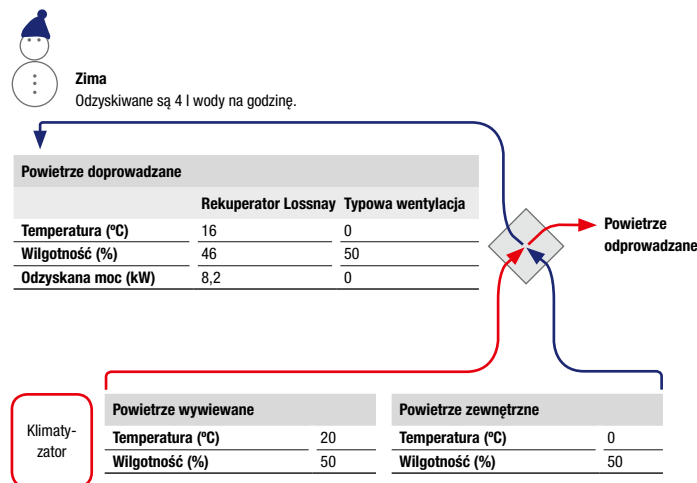 Zima
Odzyskiwane są 4 l wody na godzinę.
Powietrze doprowadzane
Rekuperator Lossnay Typowa wentylacja
Temperatura (ºC) 16 0
Wilgotność (%) 46 50
Odzyskana moc (kW) 8,2 0
Powietrze
odprowadzane
Klimaty-
zator
Powietrze wywiewane
Temperatura (ºC) 20
Wilgotność (%) 50
Powietrze zewnętrzne
Temperatura (ºC) 0
Wilgotność (%) 50